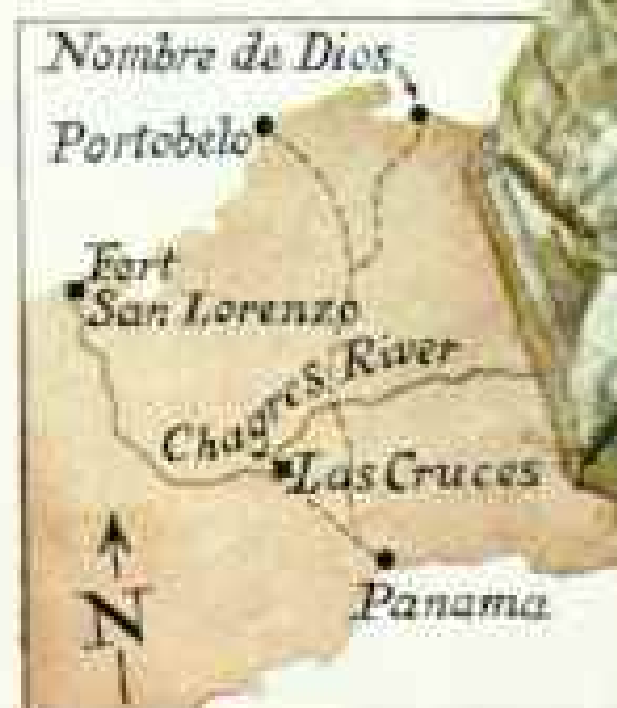 Nombre de Dios
Portobelo
Fort
San Lorenzo
Chagres River
Las Cruces
Panama
N